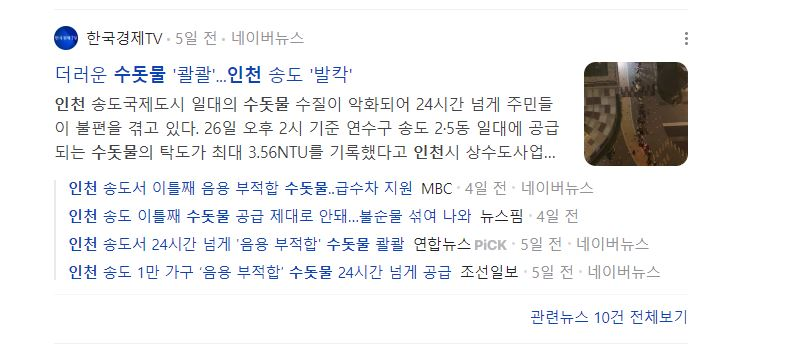 한국경제TV · 5일 전 · 네이버뉴스
더러운 수돗물 '콸콸'...인천 송도 '발칵'
인천 송도국제도시 일대의 수돗물 수질이 악화되어 24시간 넘게 주민들
이 불편을 겪고 있다. 26일 오후 2시 기준 연수구 송도 2·5동 일대에 공급
되는 수돗물의 탁도가 최대 3.56NTU를 기록했다고 인천시 상수도사업...
인천 송도서 이틀째 음용 부적합 수돗물..급수차 지원 MBC · 4일 전 · 네이버뉴스
인천 송도 이틀째 수돗물 공급 제대로 안돼...불순물 섞여 나와 뉴스핌 · 4일 전
인천 송도서 24시간 넘게 '음용 부적합' 수돗물 콸콸 연합뉴스 PiCK · 5일 전 · 네이버뉴스
인천 송도 1만 가구 ‘음용 부적합’ 수돗물 24시간 넘게 공급 조선일보 · 5일 전 · 네이버뉴스
관련뉴스 10건 전체보기